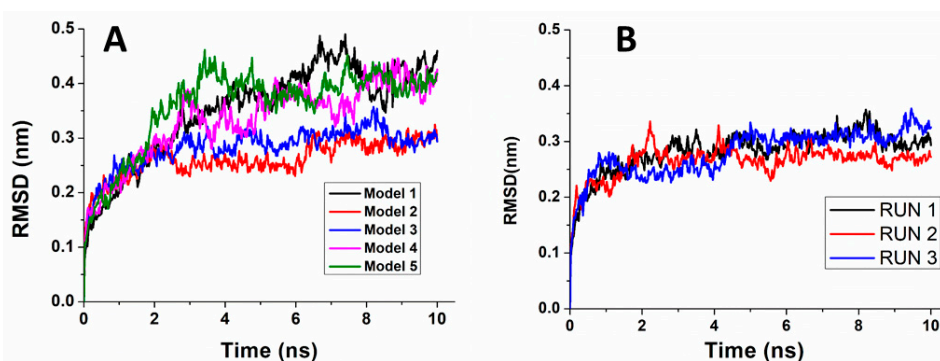 A
RMSD (nm)
0.5
0.4
0.3
0.2
0.1
0.0
0
2
4
6
8
10
Time (ns)
Model 1
Model 2
Model 3
Model 4
Model 5
B
RMSD(nm)
0.5
0.4
0.3
0.2
0.1
0.0
0
2
4
6
8
10
Time (ns)
RUN 1
RUN 2
RUN 3